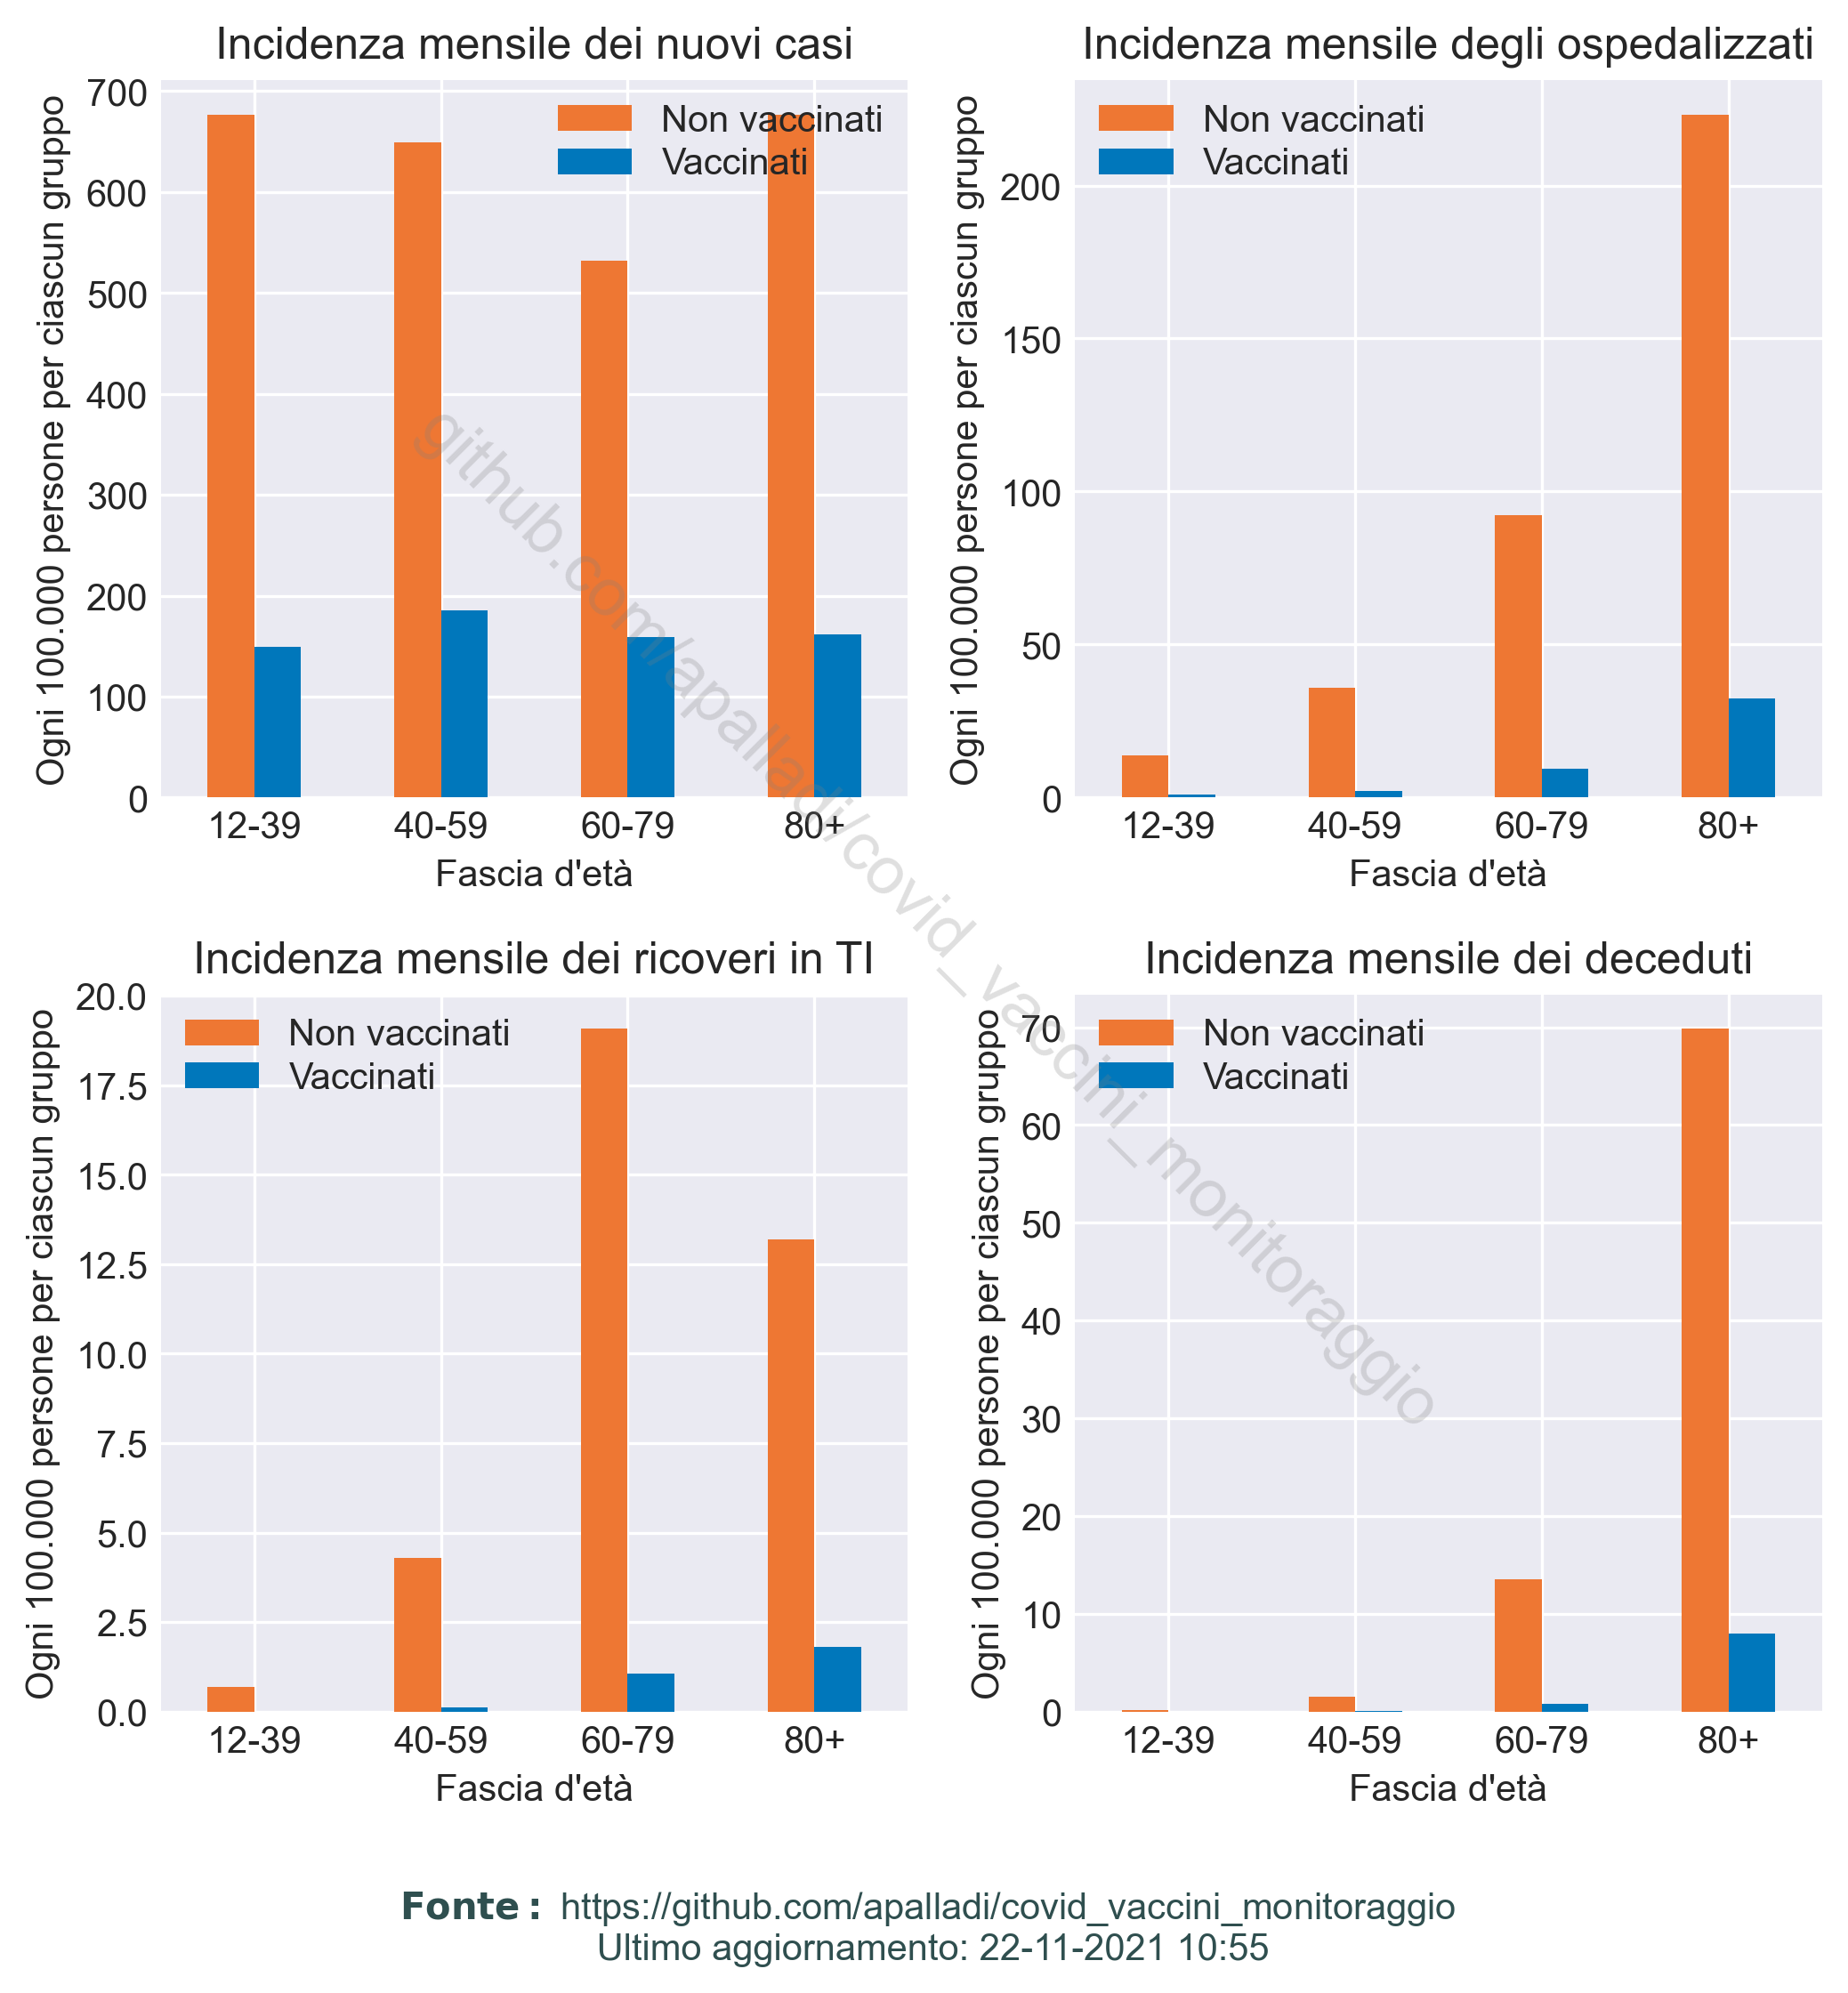 Incidenza mensile dei nuovi casi
Ogni 100.000 persone per ciascun gruppo
700
600
500
400
300
200
100
0
Non vaccinati
Vaccinati
12-39 40-59 60-79 80+
Fascia d'età
Incidenza mensile degli ospedalizzati
Ogni 100.000 persone per ciascun gruppo
200
150
100
50
0
Non vaccinati
Vaccinati
12-39 40-59 60-79 80+
Fascia d'età
Incidenza mensile dei ricoveri in TI
Ogni 100.000 persone per ciascun gruppo
20.0
17.5
15.0
12.5
10.0
7.5
5.0
2.5
0.0
Non vaccinati
Vaccinati
12-39 40-59 60-79 80+
Fascia d'età
Incidenza mensile dei deceduti
Ogni 100.000 persone per ciascun gruppo
70
60
50
40
30
20
10
0
Non vaccinati
Vaccinati
12-39 40-59 60-79 80+
Fascia d'età
github.com/apalladi/covid_vaccini_monitoraggio
Fonte: https://github.com/apalladi/covid_vaccini_monitoraggio
Ultimo aggiornamento: 22-11-2021 10:55